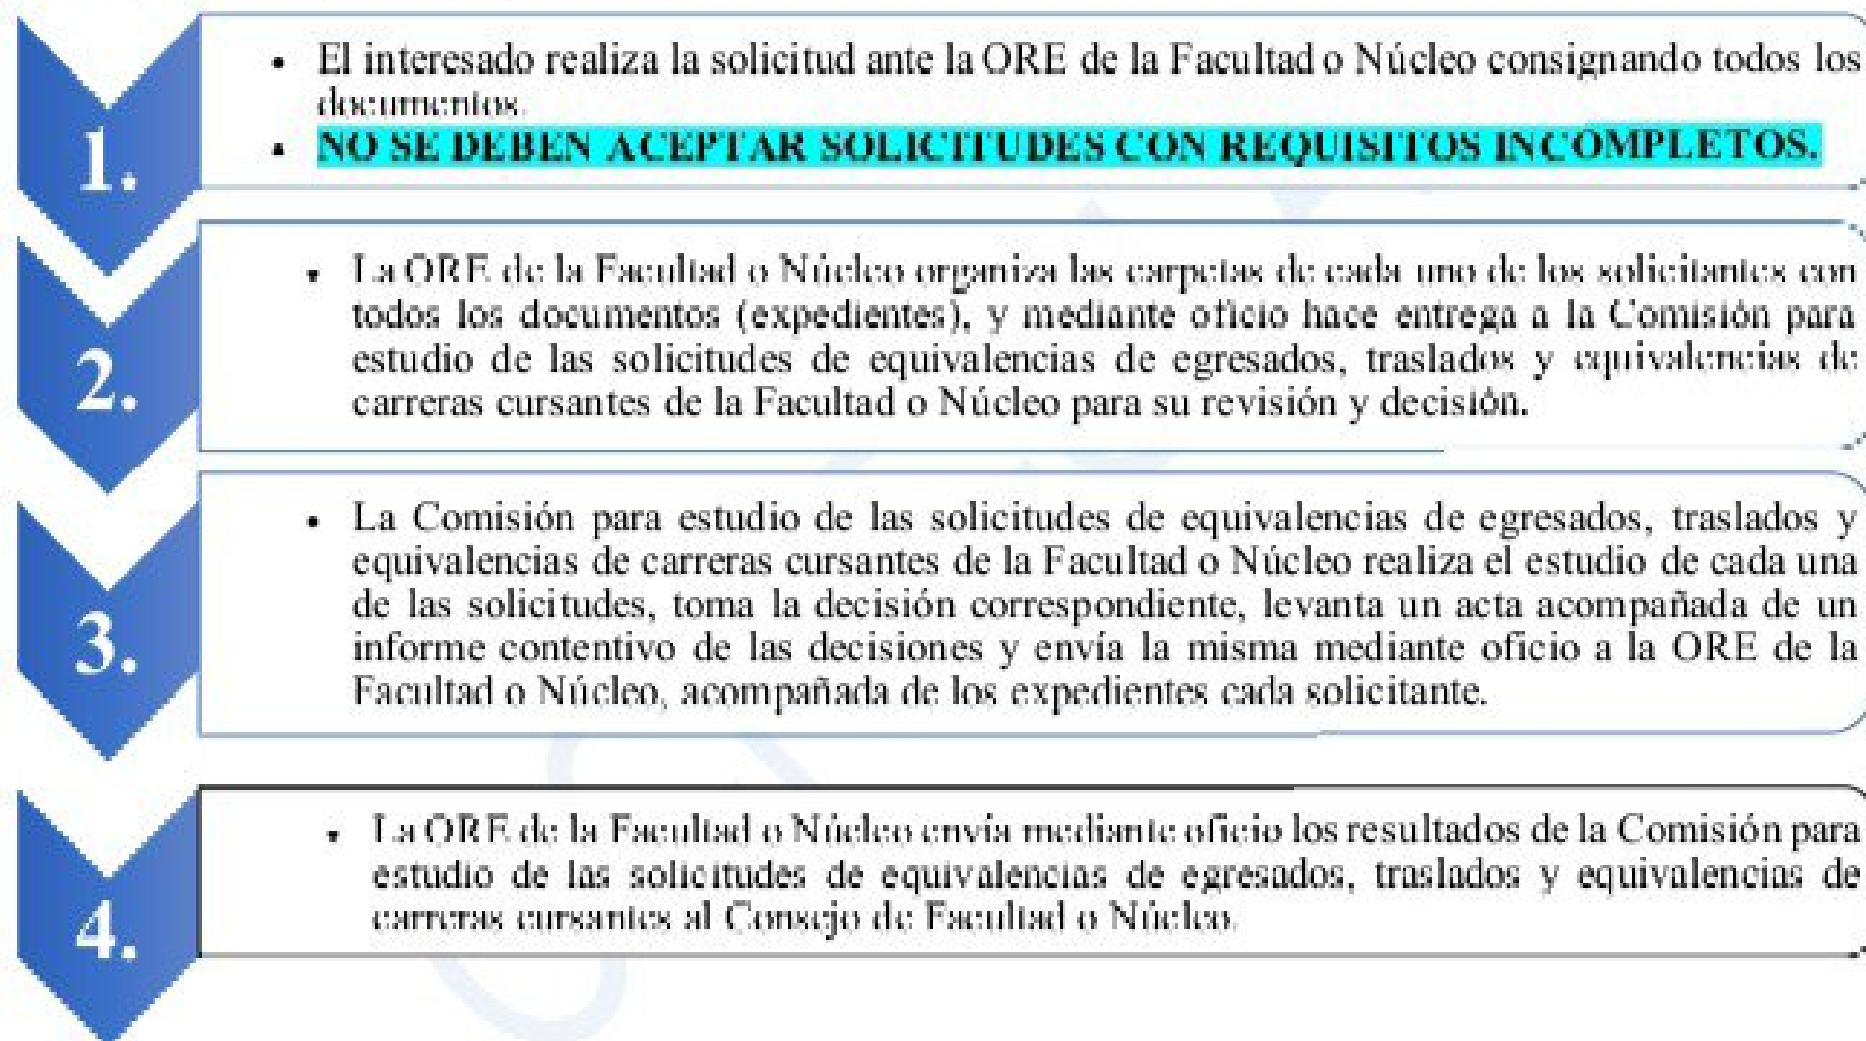 1.
• El interesado realiza la solicitud ante la ORE de la Facultad o Núcleo consignando todos los
documentos.
• NO SE DEBEN ACEPTAR SOLICITUDES CON REQUISITOS INCOMPLETOS.
2.
• La ORE de la Facultad o Núcleo organiza las carpetas de cada uno de los solicitantes con
todos los documentos (expedientes), y mediante oficio hace entrega a la Comisión para
estudio de las solicitudes de equivalencias de egresados, traslados y equivalencias de
carreras cursantes de la Facultad o Núcleo para su revisión y decisión.
3.
• La Comisión para estudio de las solicitudes de equivalencias de egresados, traslados y
equivalencias de carreras cursantes de la Facultad o Núcleo realiza el estudio de cada una
de las solicitudes, toma la decisión correspondiente, levanta un acta acompañada de un
informe contentivo de las decisiones y envía la misma mediante oficio a la ORE de la
Facultad o Núcleo, acompañada de los expedientes cada solicitante.
4.
• La ORE de la Facultad o Núcleo envía mediante oficio los resultados de la Comisión para
estudio de las solicitudes de equivalencias de egresados, traslados y equivalencias de
carreras cursantes al Consejo de Facultad o Núcleo.